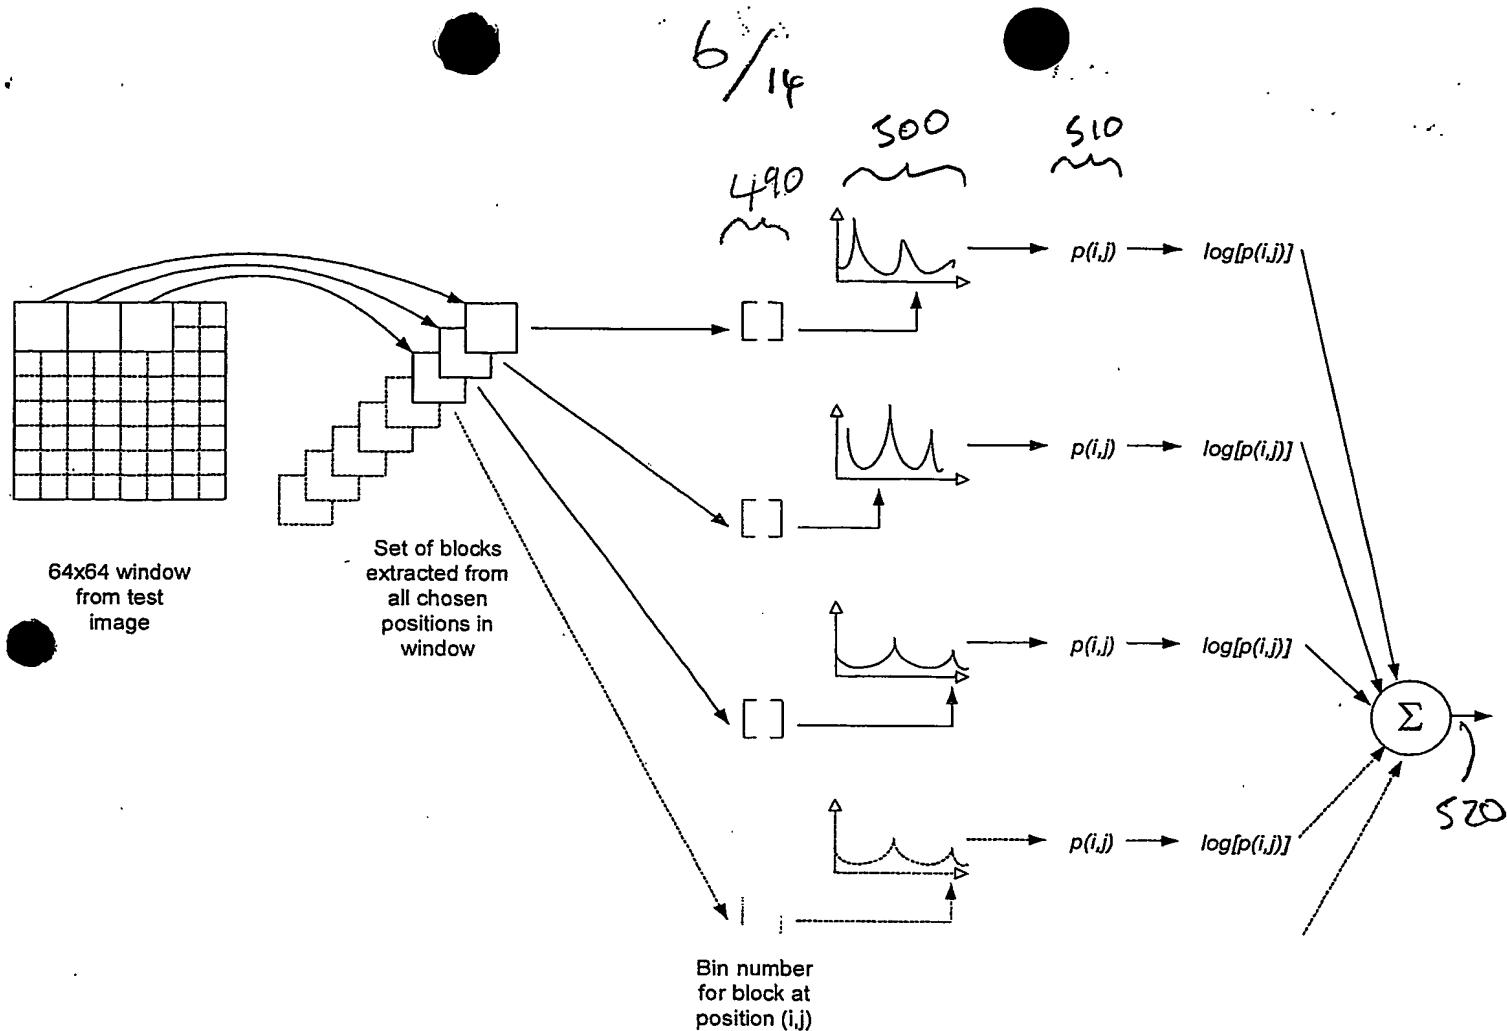 6/14
500
510
490
p(i,j)
log[p(i,j)]
p(i,j)
log[p(i,j)]
64x64 window
from test
image
Set of blocks
extracted from
all chosen
positions in
window
p(i,j)
log[p(i,j)]
Σ
520
p(i,j)
log[p(i,j)]
Bin number
for block at
position (i,j)